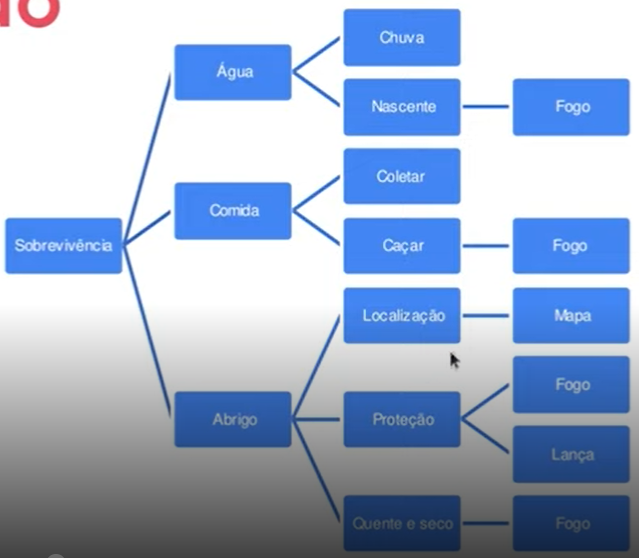 Chuva
Água
Nascente
Fogo
Coletar
Comida
Caçar
Fogo
Sobrevivência
Localização
Mapa
Fogo
Abrigo
Proteção
Lança
Quente e seco
Fogo